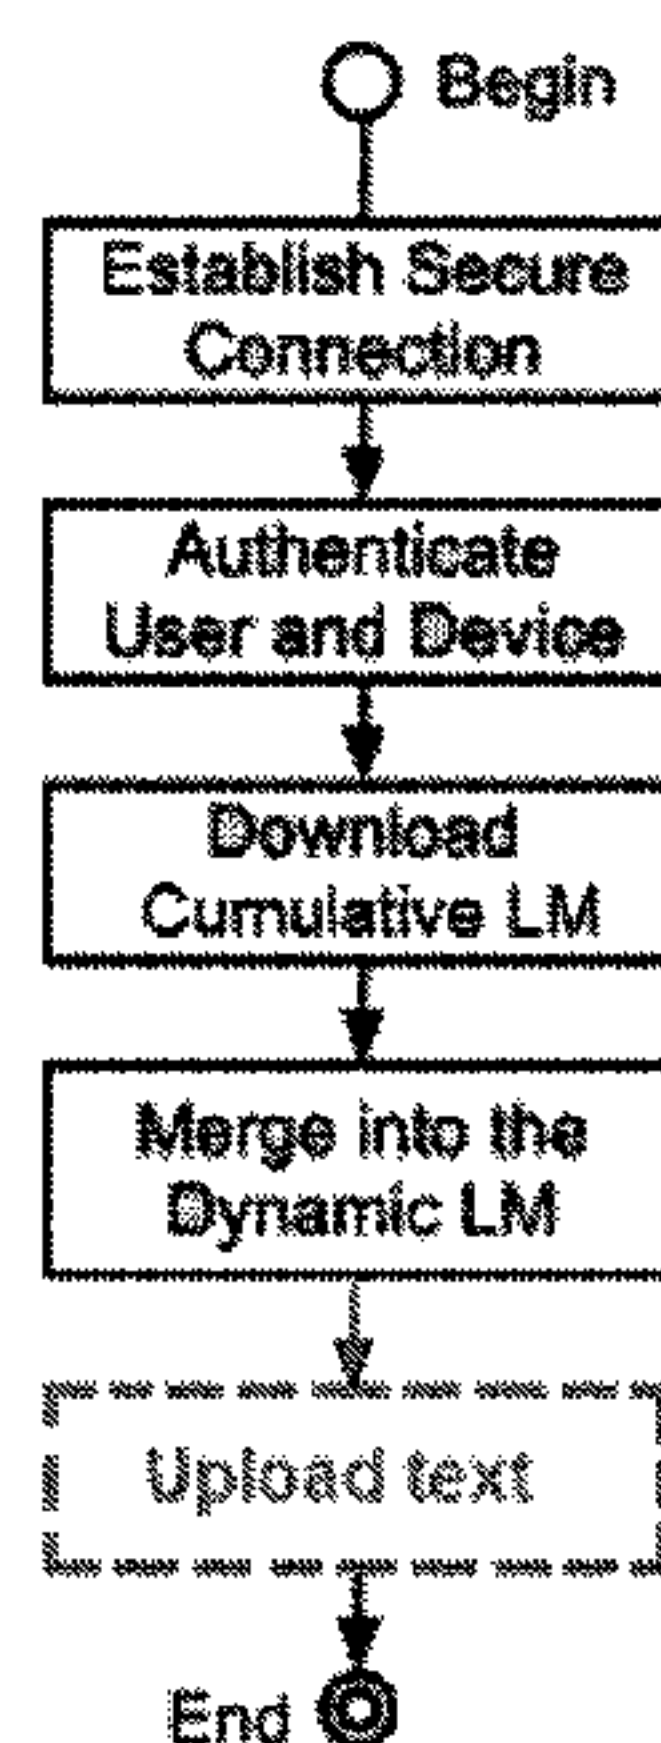 Begin
Establish Secure
Connection
Authenticate
User and Device
Download
Cumulative LM
Merge into the
Dynamic LM
Upload text
End